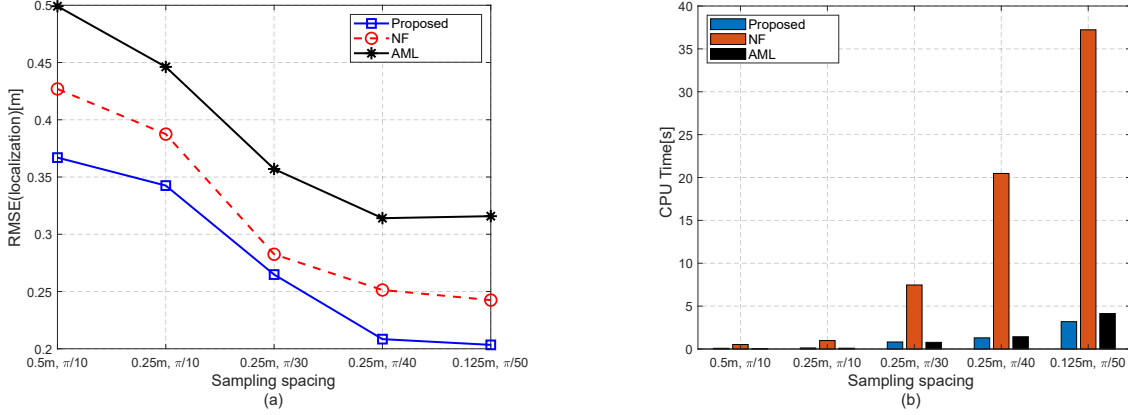 0.5
0.45
0.4
0.35
0.3
0.25
0.2
RMSE(localization)[m]
Proposed
NF
AML
0.5m, π/10
0.25m, π/10
0.25m, π/30
0.25m, π/40
0.125m, π/50
Sampling spacing
(a)
40
35
30
25
20
15
10
5
0
CPU Time[s]
Proposed
NF
AML
0.5m, π/10
0.25m, π/10
0.25m, π/30
0.25m, π/40
0.125m, π/50
Sampling spacing
(b)